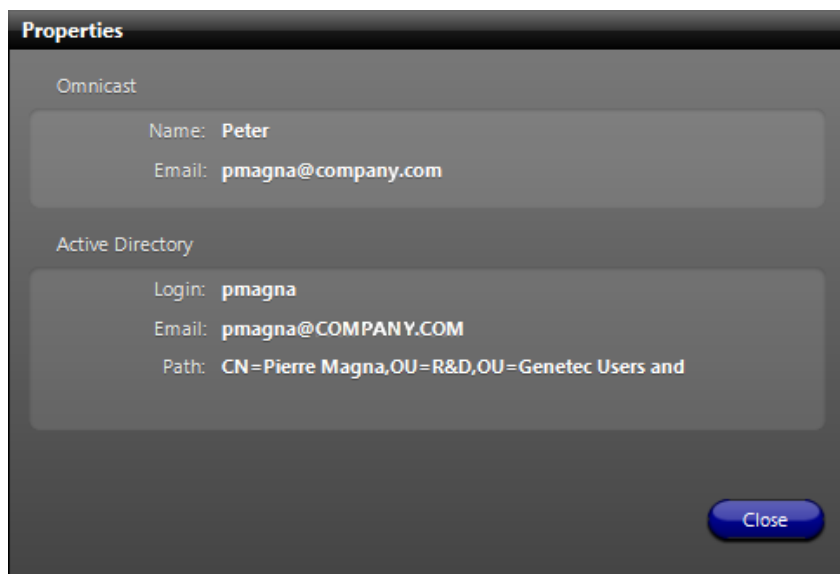 Properties
Omnicast
Name: Peter
Email: pmagna@company.com
Active Directory
Login: pmagna
Email: pmagna@COMPANY.COM
Path: CN=Pierre Magna,OU=R&D,OU=Genetec Users and
Close